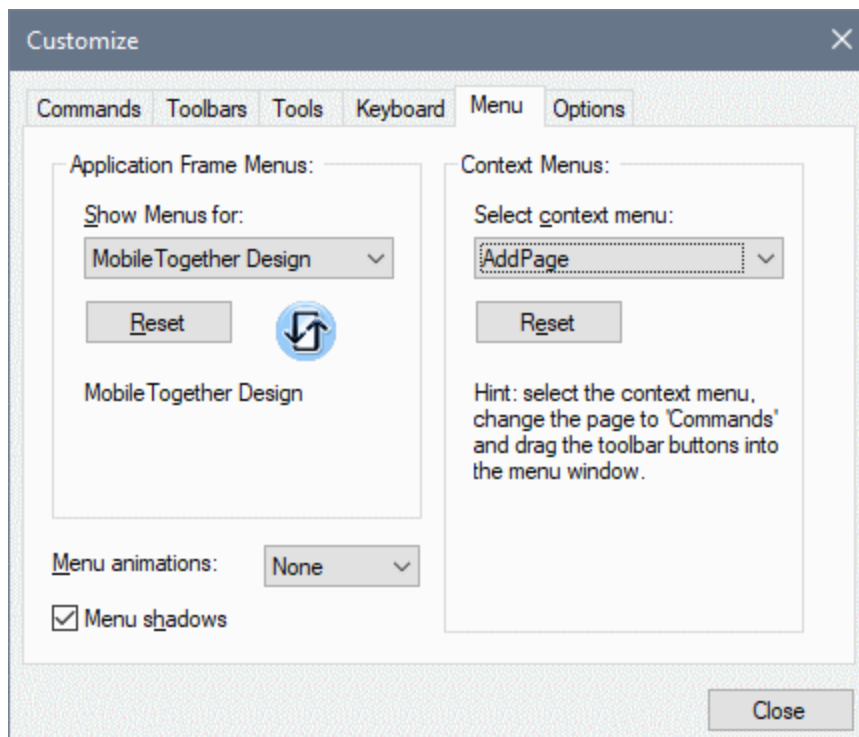 Customize
Commands Toolbars Tools Keyboard Menu Options
Application Frame Menus:
Show Menus for:
MobileTogether Design
Reset
MobileTogether Design
Context Menus:
Select context menu:
AddPage
Reset
Hint: select the context menu,
change the page to 'Commands'
and drag the toolbar buttons into
the menu window.
Menu animations: None
Menu shadows
Close